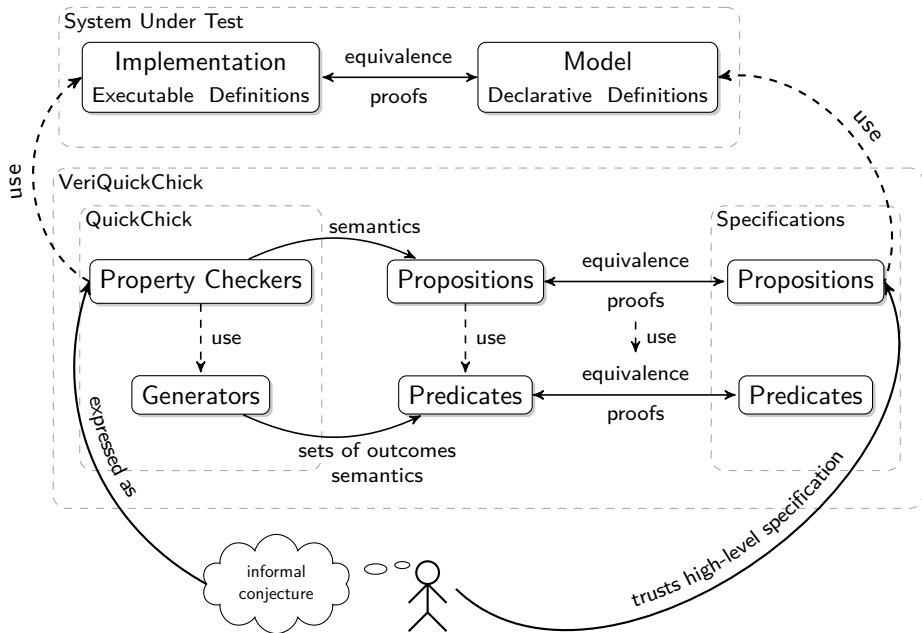 System Under Test
Implementation
Executable Definitions
equivalence
proofs
Model
Declarative Definitions
use
use
VeriQuickChick
QuickChick
semantics
Specifications
Property Checkers
Propositions
equivalence
proofs
Propositions
use
use
use
Generators
Predicates
equivalence
proofs
Predicates
sets of outcomes
semantics
expressed as
trusts high-level specification
informal
conjecture